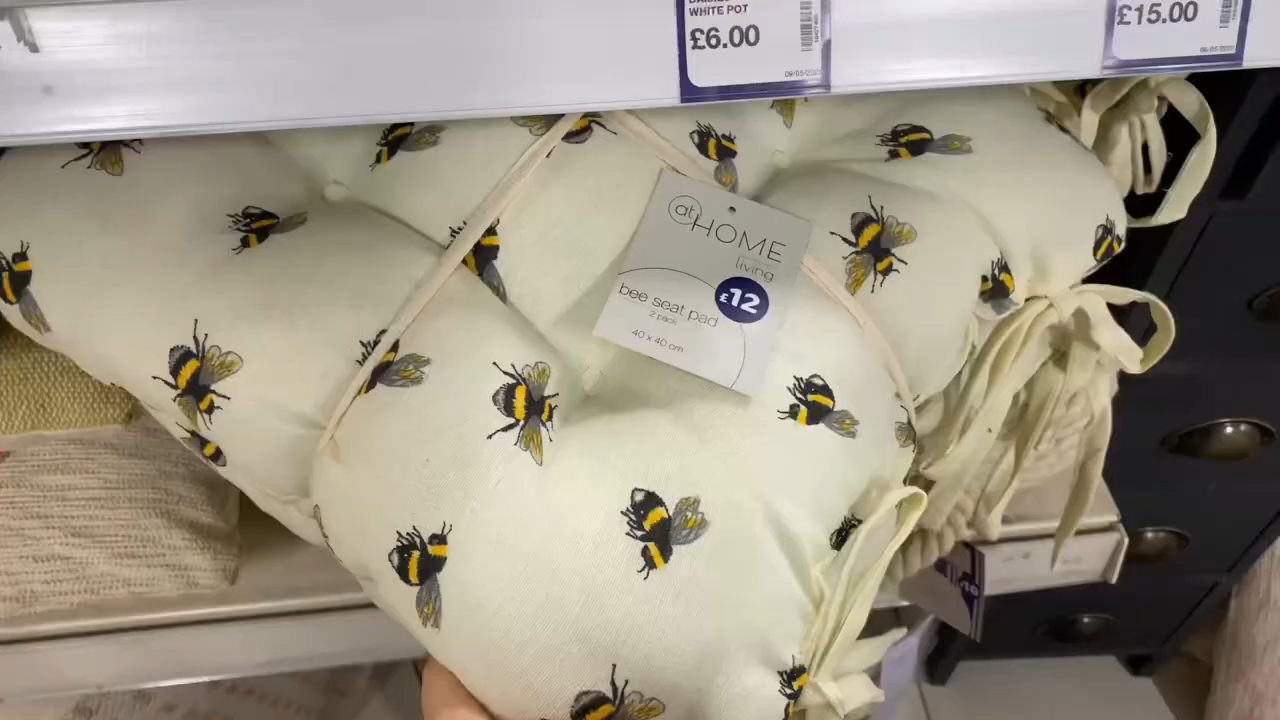 WHITE POT
£6.00
£15.00
at HOME
living
bee seat pad
2 pack
£12
40 x 40 cm